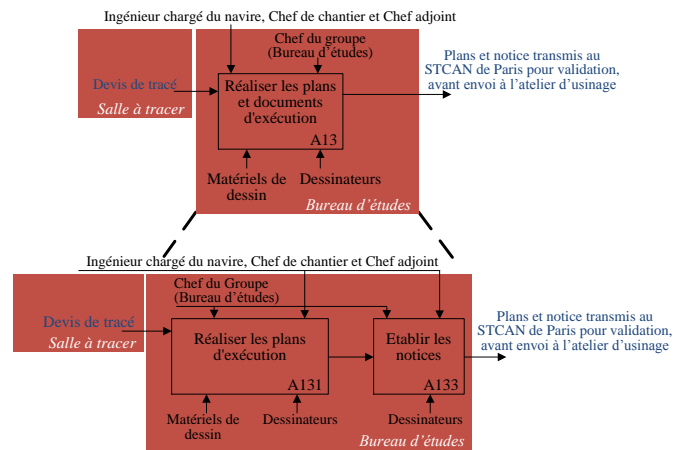 Ingénieur chargé du navire, Chef de chantier et Chef adjoint
Chef du groupe
(Bureau d'études)
Plans et notice transmis au
STCAN de Paris pour validation,
avant envoi à l'atelier d'usinage
Devis de tracé
Salle à tracer
Réaliser les plans
et documents
d'exécution
A13
Matériels de
dessin
Dessinateurs
Bureau d'études
Ingénieur chargé du navire, Chef de chantier et Chef adjoint
Chef du Groupe
(Bureau d'études)
Plans et notice transmis au
STCAN de Paris pour validation,
avant envoi à l'atelier d'usinage
Devis de tracé
Salle à tracer
Réaliser les plans
d'exécution
A131
Etablir les
notices
A133
Matériels de
dessin
Dessinateurs
Dessinateurs
Bureau d'études